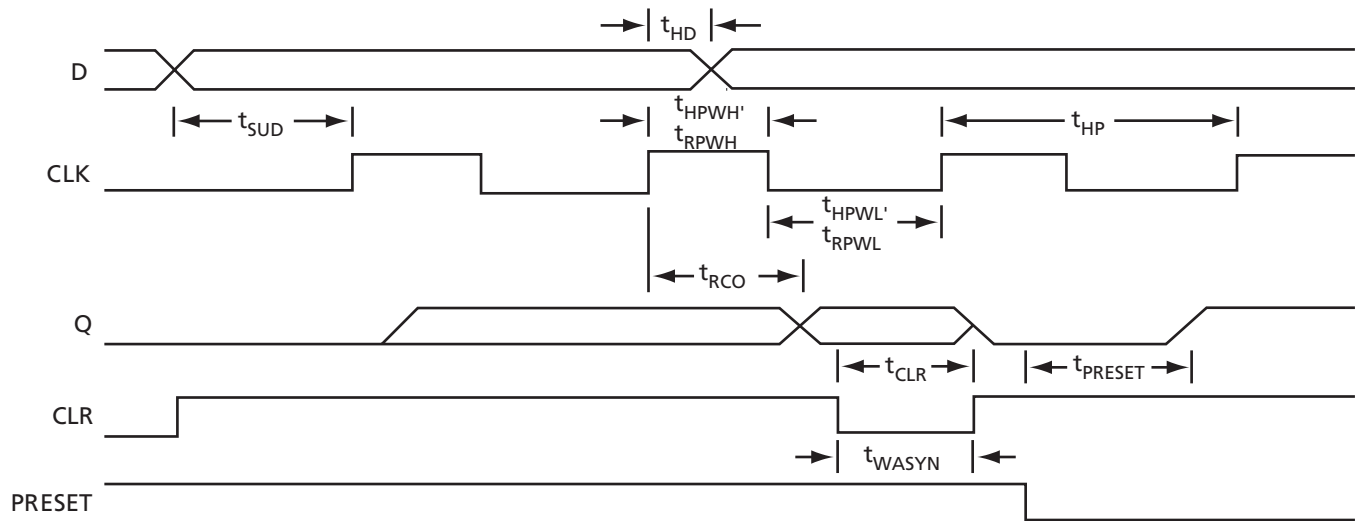 tHD
D
tSUD
tHPWH'
tRPWH
tHP
CLK
tHPWL'
tRPWL
tRCO
Q
tCLR
tPRESET
CLR
tWASYN
PRESET